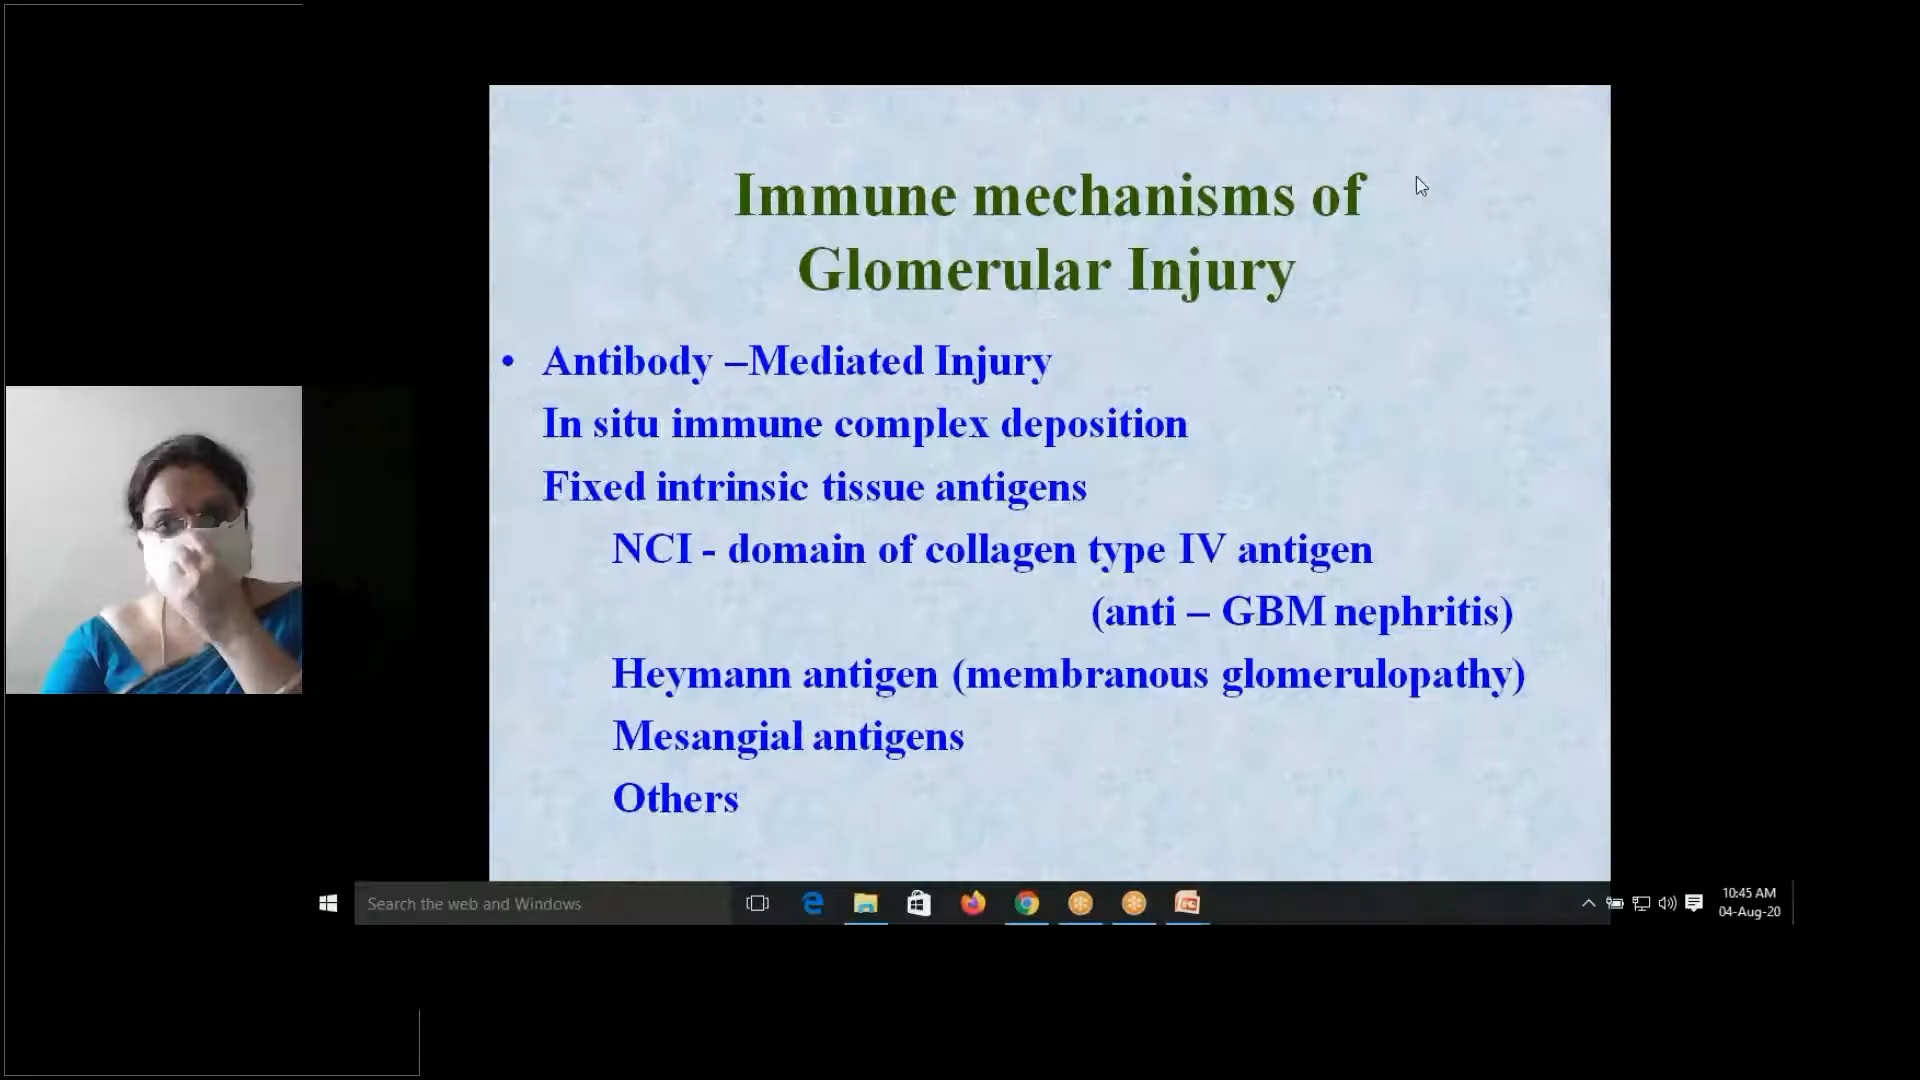 Immune mechanisms of
Glomerular Injury
• Antibody –Mediated Injury
In situ immune complex deposition
Fixed intrinsic tissue antigens
NCI - domain of collagen type IV antigen
(anti – GBM nephritis)
Heymann antigen (membranous glomerulopathy)
Mesangial antigens
Others
Search the web and Windows
10:45 AM
04-Aug-20